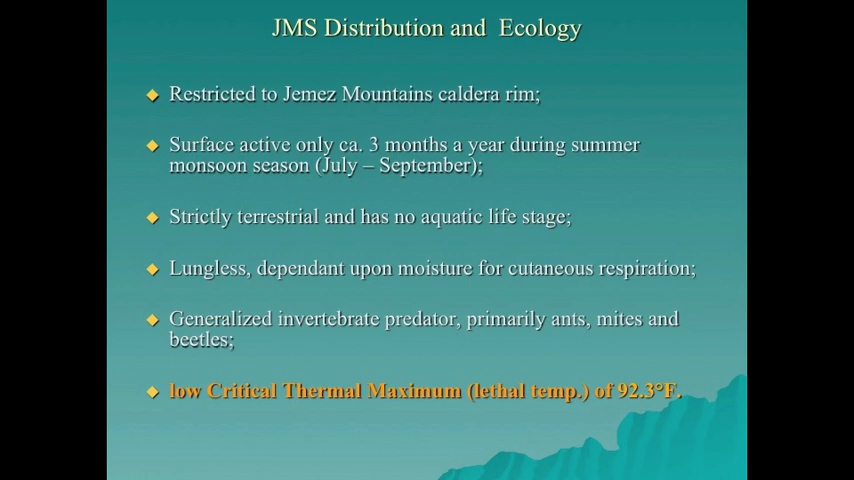 JMS Distribution and Ecology
Restricted to Jemez Mountains caldera rim;
Surface active only ca. 3 months a year during summer
monsoon season (July – September);
Strictly terrestrial and has no aquatic life stage;
Lungless, dependant upon moisture for cutaneous respiration;
Generalized invertebrate predator, primarily ants, mites and
beetles;
low Critical Thermal Maximum (lethal temp.) of 92.3°F.